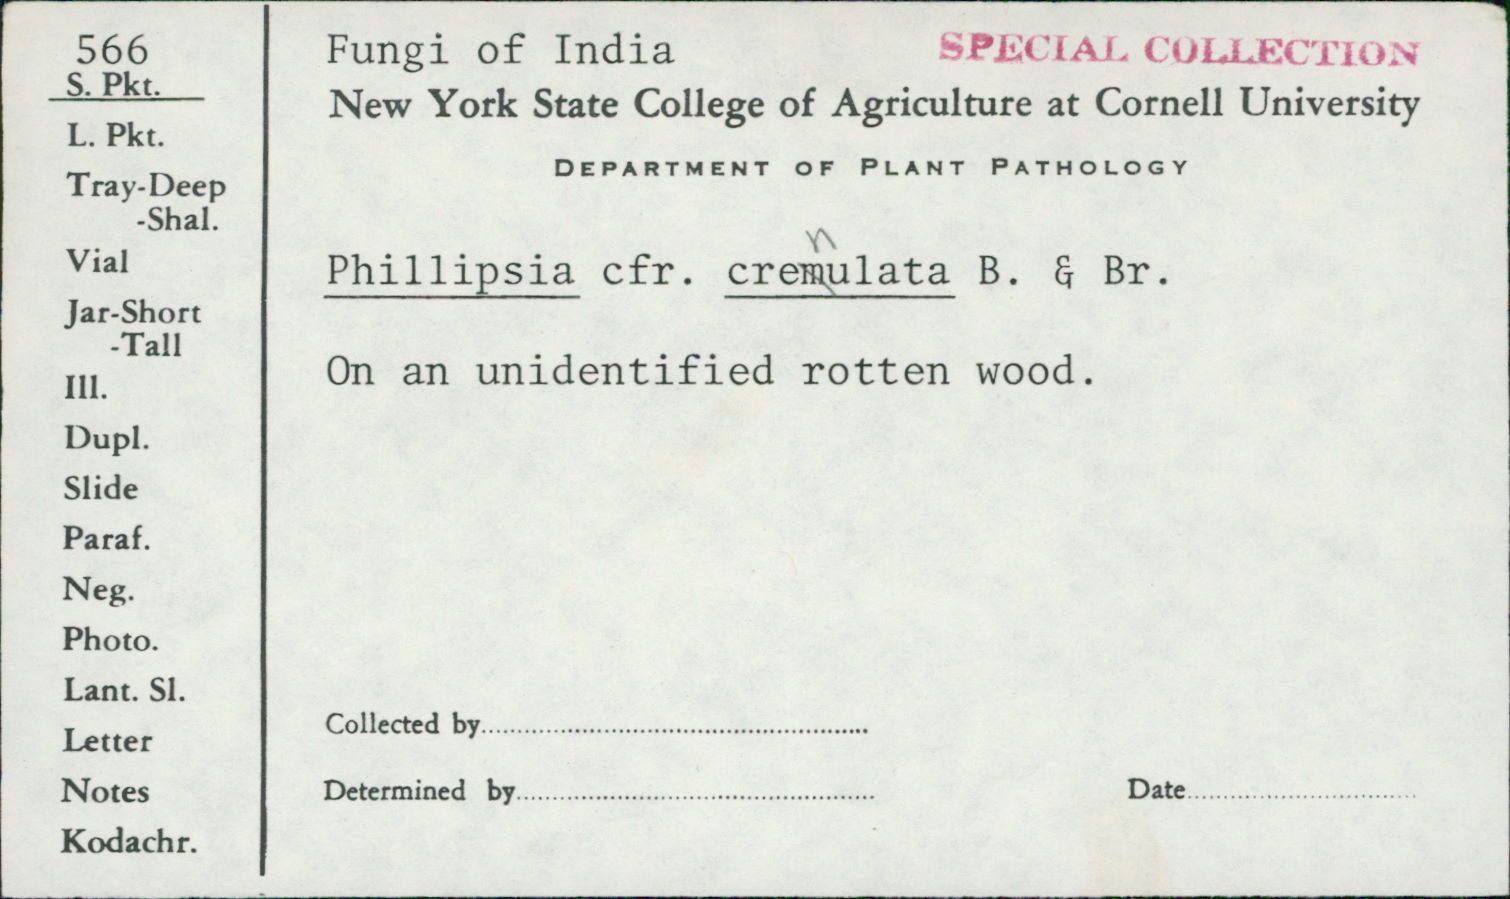 566
S. Pkt.
L. Pkt.
Tray-Deep
-Shal.
Vial
Jar-Short
-Tall
Ill.
Dupl.
Slide
Paraf.
Neg.
Photo.
Lant. Sl.
Letter
Notes
Kodachr.
Fungi of India
SPECIAL COLLECTION
New York State College of Agriculture at Cornell University
DEPARTMENT OF PLANT PATHOLOGY
n
Phillipsia cfr. cremulata B. & Br.
On an unidentified rotten wood.
Collected by
Determined by
Date